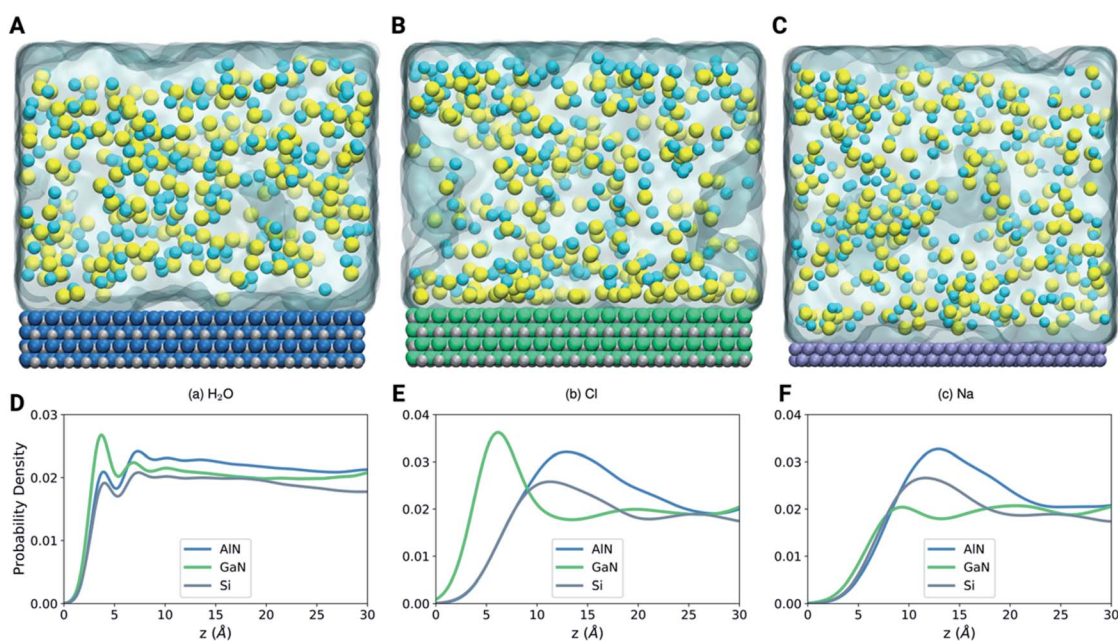 A
B
C
D
(a) H₂O
E
(b) Cl
F
(c) Na
Probability Density
0.03
0.02
0.01
0.00
AlN
GaN
Si
0 5 10 15 20 25 30
z (Å)
0.04
0.03
0.02
0.01
0.00
AlN
GaN
Si
0 5 10 15 20 25 30
z (Å)
0.04
0.03
0.02
0.01
0.00
AlN
GaN
Si
0 5 10 15 20 25 30
z (Å)